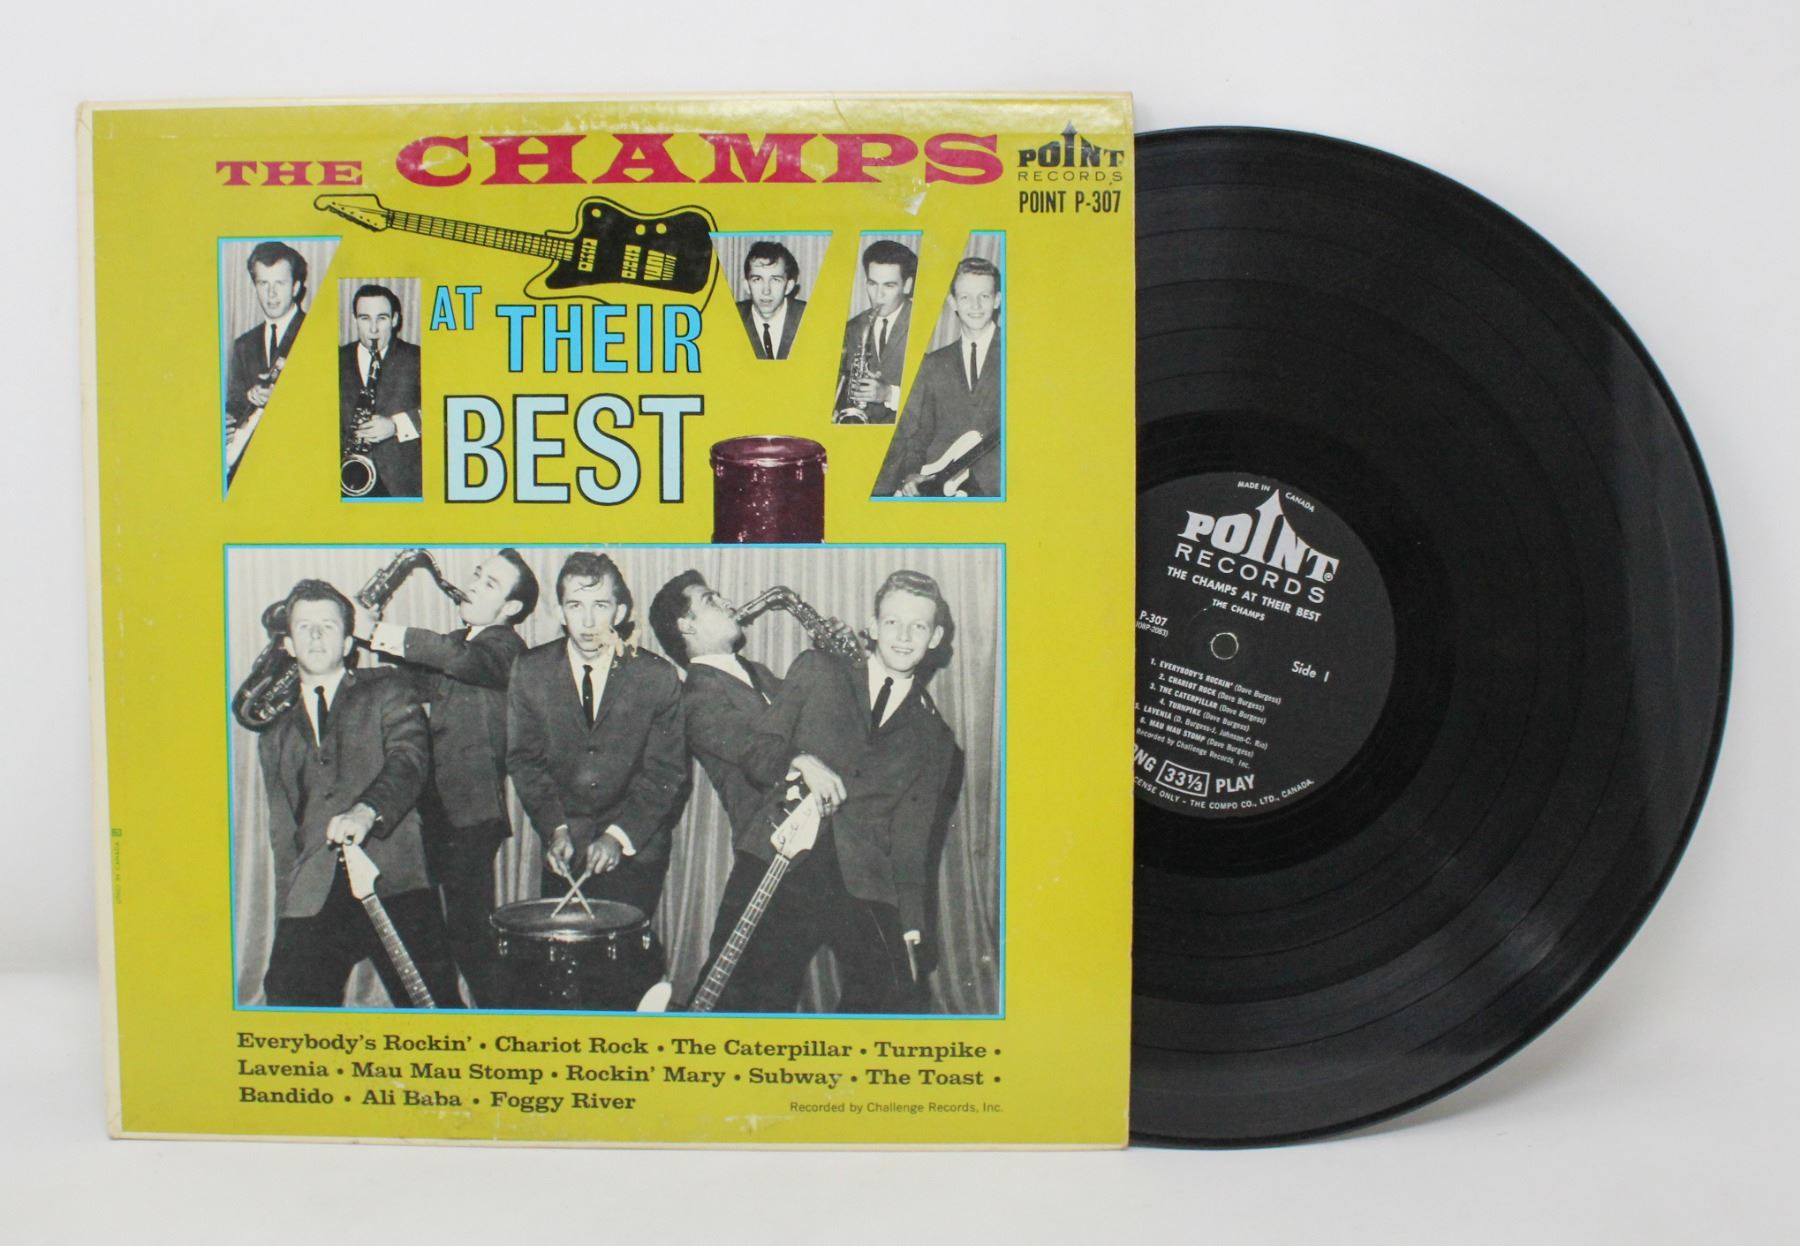 THE CHAMPS
POINT
RECORDS
POINT P-307
AT
THEIR
BEST
Everybody's Rockin' • Chariot Rock • The Caterpillar • Turnpike •
Lavenia • Mau Mau Stomp • Rockin' Mary • Subway • The Toast •
Bandido • Ali Baba • Foggy River
Recorded by Challenge Records, Inc.
MADE IN CANADA
POINT®
RECORDS
THE CHAMPS AT THEIR BEST
THE CHAMPS
P-307
Side 1
1. EVERYBODY'S ROCKIN' (Dave Burgess)
2. CHARIOT ROCK (Dave Burgess)
3. THE CATERPILLAR (Dave Burgess)
4. TURNPIKE (Dave Burgess)
5. LAVENIA (D. Burgess-J. Johnson-C. Rio)
6. MAU MAU STOMP (Dave Burgess)
Recorded by Challenge Records, Inc.
33⅓ PLAY
ONLY - THE COMPO CO., LTD., CANADA.